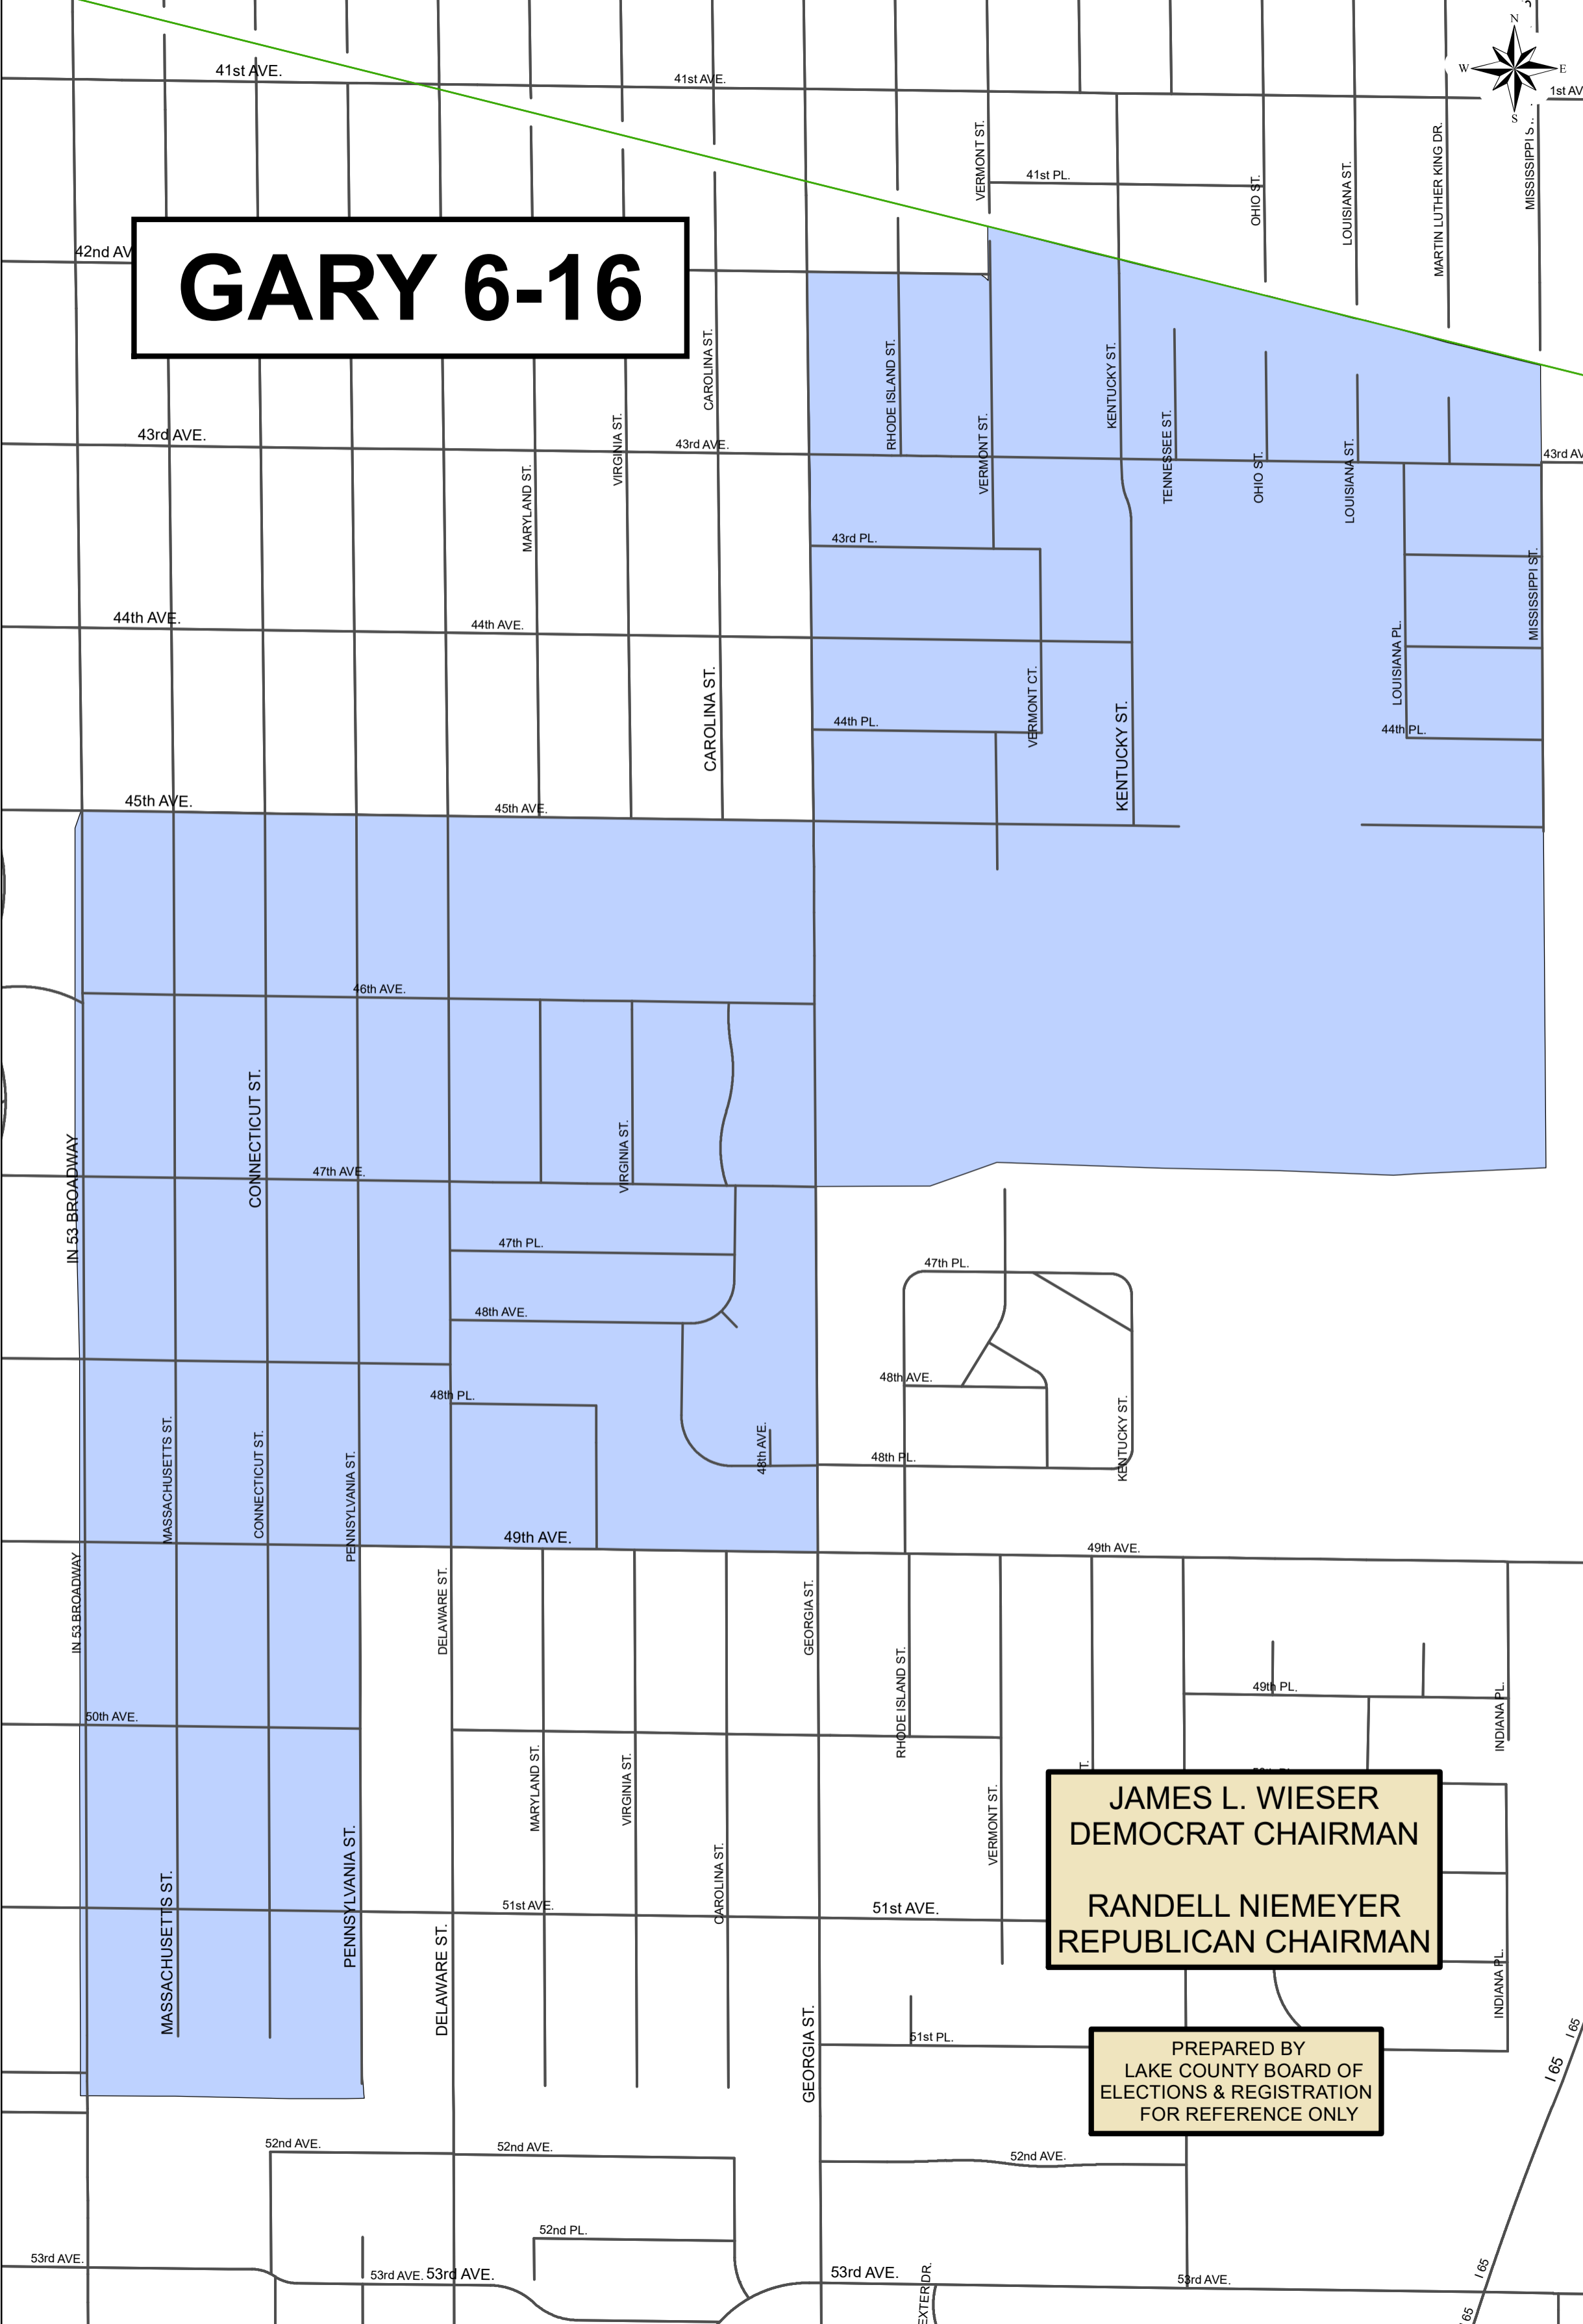 N
W
E
S
41st AVE.
41st AVE.
1st AV
VERMONT ST.
41st PL.
OHIO ST.
LOUISIANA ST.
MARTIN LUTHER KING DR.
42nd AV
GARY 6-16
CAROLINA ST.
RHODE ISLAND ST.
KENTUCKY ST.
43rd AVE.
VIRGINIA ST.
43rd AVE.
VERMONT ST.
TENNESSEE ST.
OHIO ST.
LOUISIANA ST.
43rd AV
MARYLAND ST.
43rd PL.
MISSISSIPPI ST.
44th AVE.
44th AVE.
CAROLINA ST.
LOUISIANA PL.
VERMONT CT.
44th PL.
44th PL.
KENTUCKY ST.
45th AVE.
45th AVE.
46th AVE.
CONNECTICUT ST.
VIRGINIA ST.
IN 53 BROADWAY
47th AVE.
47th PL.
47th PL.
48th AVE.
48th AVE.
48th PL.
KENTUCKY ST.
MASSACHUSETTS ST.
CONNECTICUT ST.
PENNSYLVANIA ST.
48th AVE.
48th PL.
49th AVE.
49th AVE.
IN 53 BROADWAY
DELAWARE ST.
GEORGIA ST.
RHODE ISLAND ST.
49th PL.
INDIANA PL.
50th AVE.
MARYLAND ST.
VIRGINIA ST.
VERMONT ST.
JAMES L. WIESER
DEMOCRAT CHAIRMAN
RANDELL NIEMEYER
REPUBLICAN CHAIRMAN
MASSACHUSETTS ST.
PENNSYLVANIA ST.
CAROLINA ST.
51st AVE.
51st AVE.
DELAWARE ST.
GEORGIA ST.
INDIANA PL.
51st PL.
I 65
I 65
PREPARED BY
LAKE COUNTY BOARD OF
ELECTIONS & REGISTRATION
FOR REFERENCE ONLY
52nd AVE.
52nd AVE.
52nd AVE.
52nd PL.
53rd AVE.
53rd AVE.
53rd AVE.
53rd AVE.
53rd AVE.
EXTER DR.
I 65
I 65